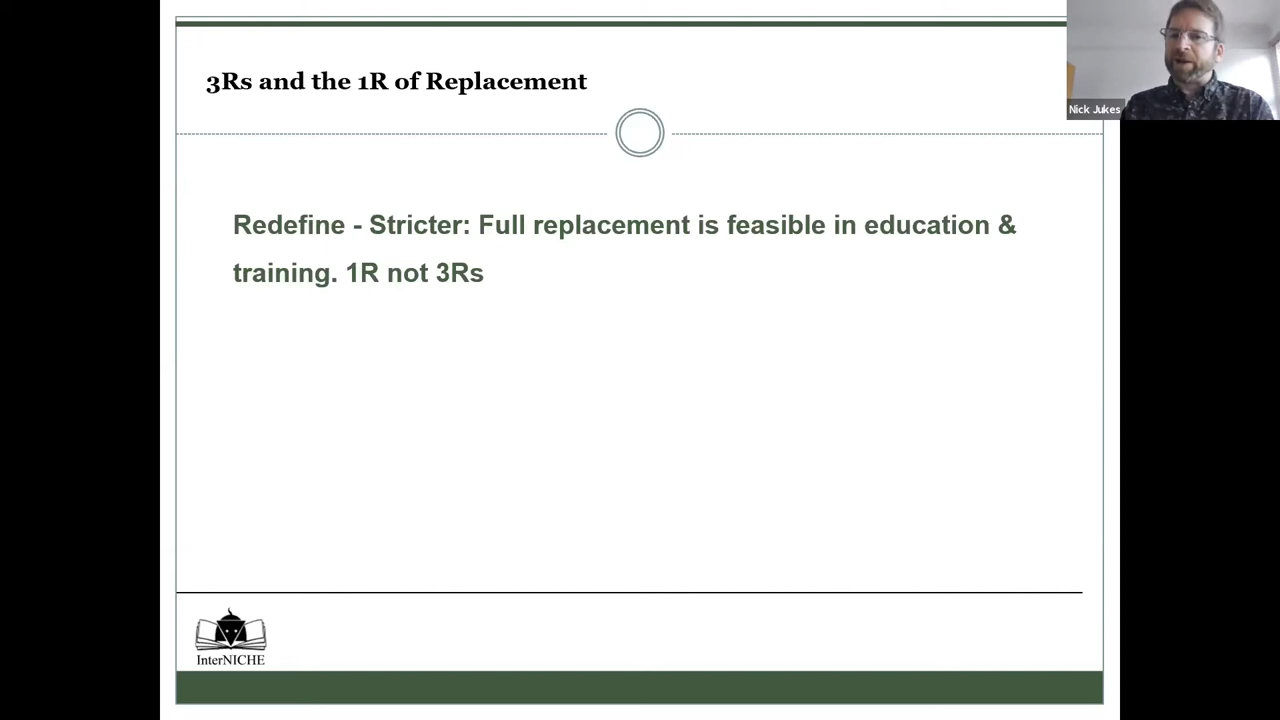 3Rs and the 1R of Replacement
Nick Jukes
Redefine - Stricter: Full replacement is feasible in education &
training. 1R not 3Rs
InterNICHE